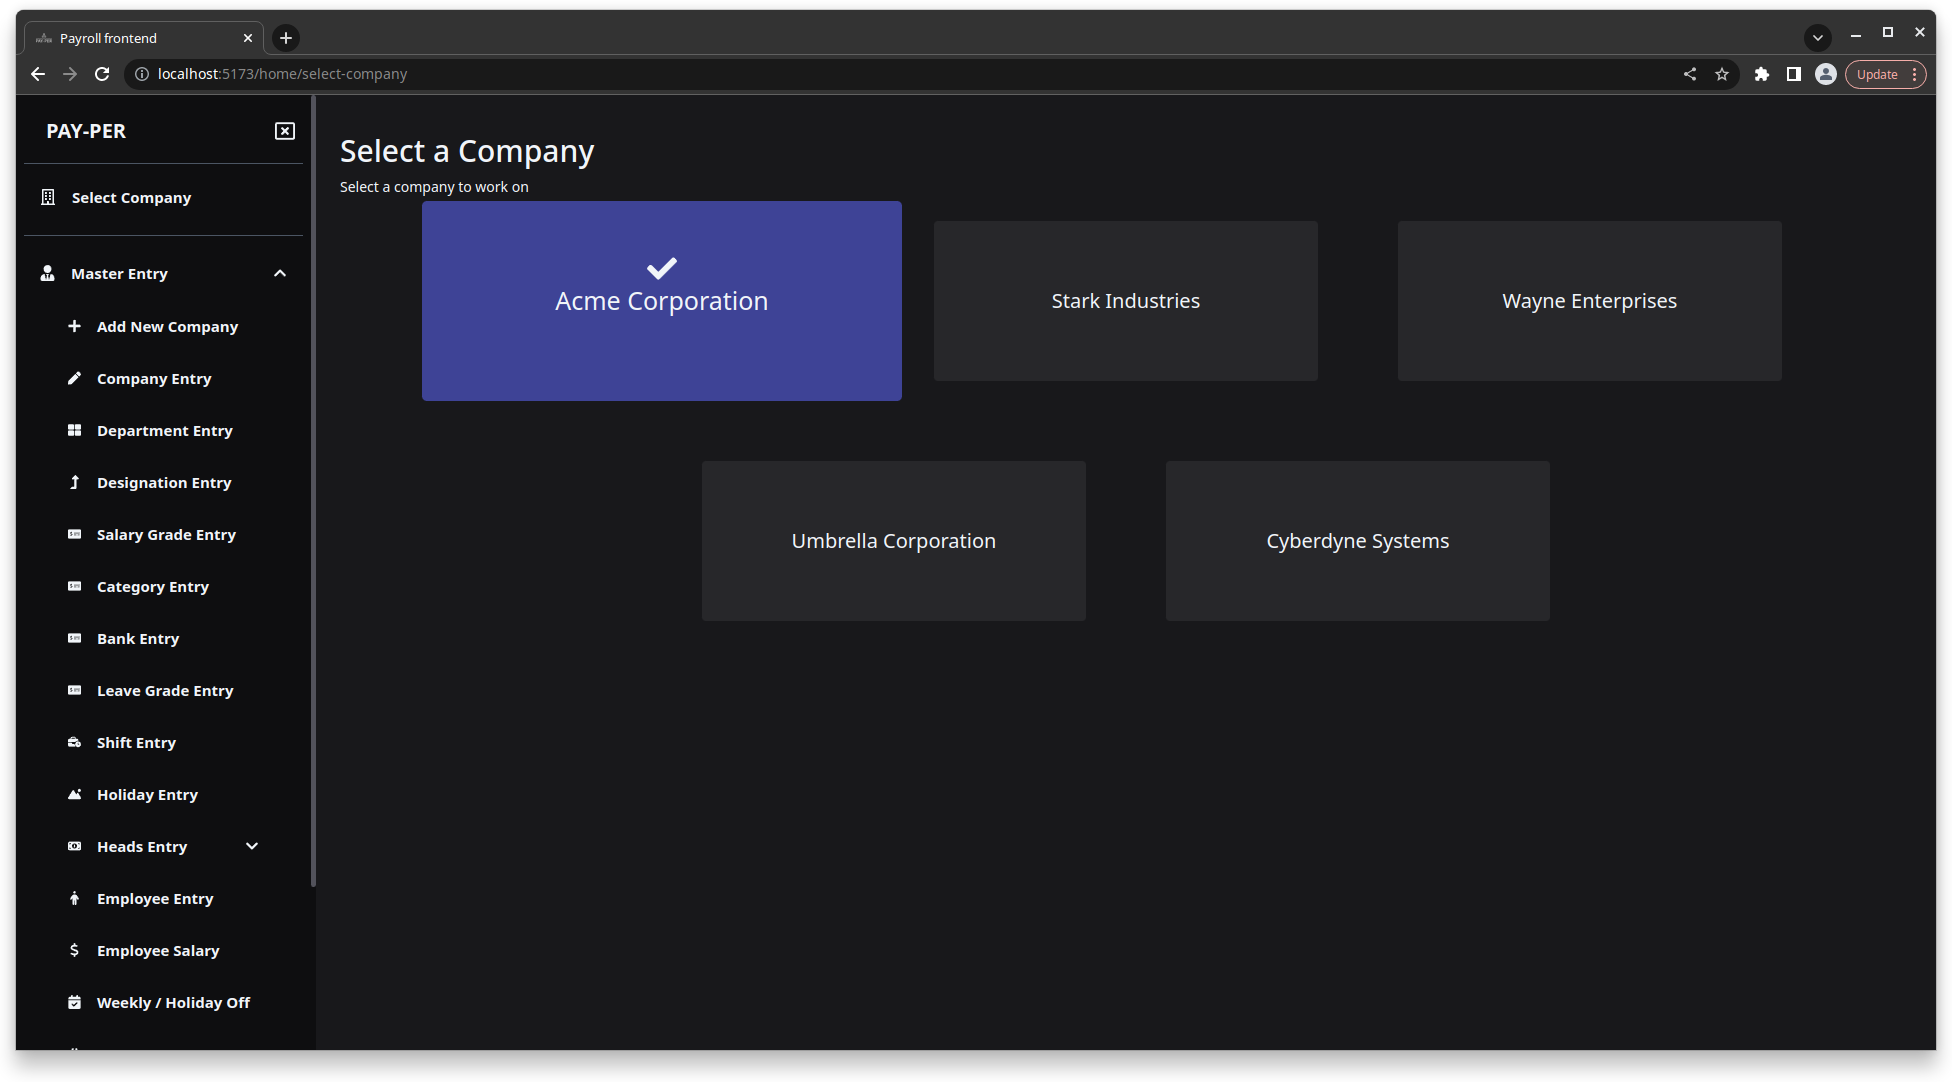 Payroll frontend
localhost:5173/home/select-company
Update
PAY-PER
Select Company
Master Entry
Add New Company
Company Entry
Department Entry
Designation Entry
Salary Grade Entry
Category Entry
Bank Entry
Leave Grade Entry
Shift Entry
Holiday Entry
Heads Entry
Employee Entry
Employee Salary
Weekly / Holiday Off
Select a Company
Select a company to work on
Acme Corporation
Stark Industries
Wayne Enterprises
Umbrella Corporation
Cyberdyne Systems